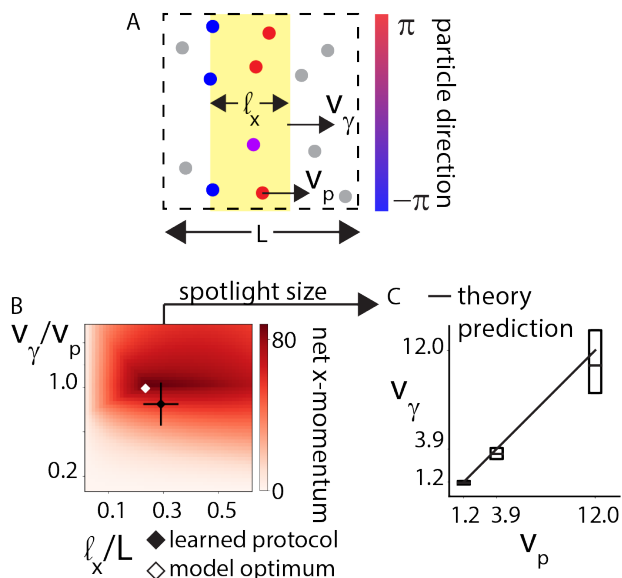 A
π
−π
particle direction
ℓx
vγ
vp
L
B
spotlight size
C
theory
prediction
vγ/vp
1.0
0.2
0.1 0.3 0.5
ℓx/L
80
0
net x-momentum
learned protocol
model optimum
vγ
12.0
3.9
1.2
1.2 3.9 12.0
vp